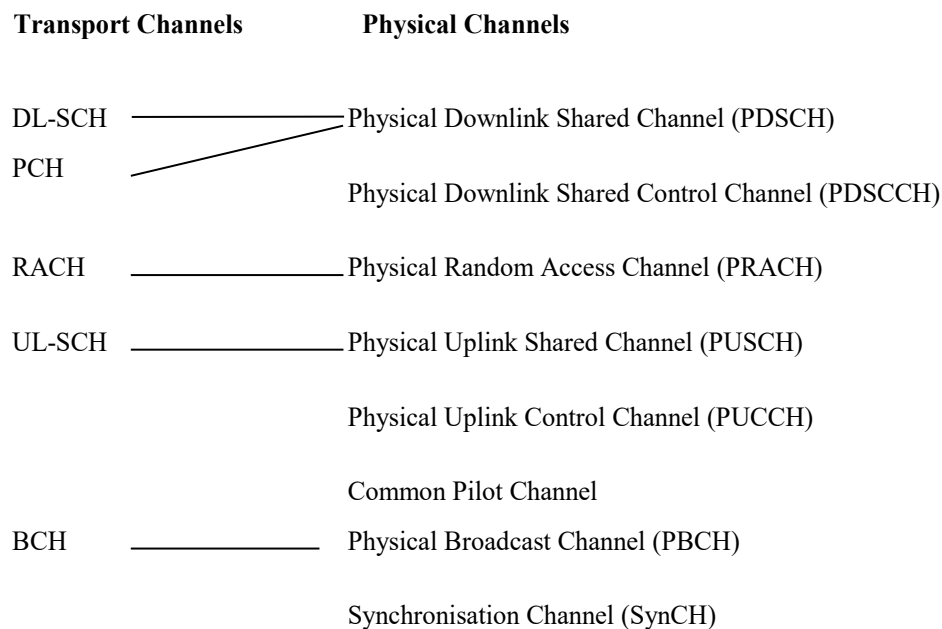 Transport Channels Physical Channels
DL-SCH Physical Downlink Shared Channel (PDSCH)
PCH
Physical Downlink Shared Control Channel (PDSCCH)
RACH Physical Random Access Channel (PRACH)
UL-SCH Physical Uplink Shared Channel (PUSCH)
Physical Uplink Control Channel (PUCCH)
Common Pilot Channel
BCH Physical Broadcast Channel (PBCH)
Synchronisation Channel (SynCH)